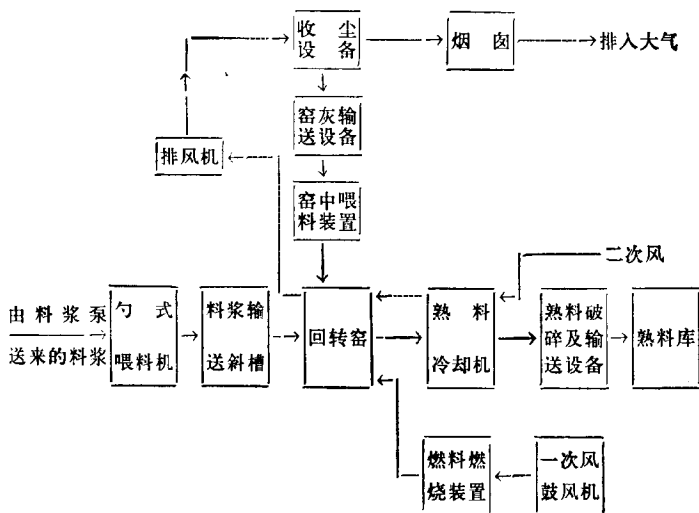 收 尘
设 备
烟 囱
排入大气
窑灰输
送设备
排风机
窑中喂
料装置
二次风
由料浆泵
送来的料浆
勺 式
喂料机
料浆输
送斜槽
回转窑
熟 料
冷却机
熟料破
碎及输
送设备
熟料库
燃料燃
烧装置
一次风
鼓风机